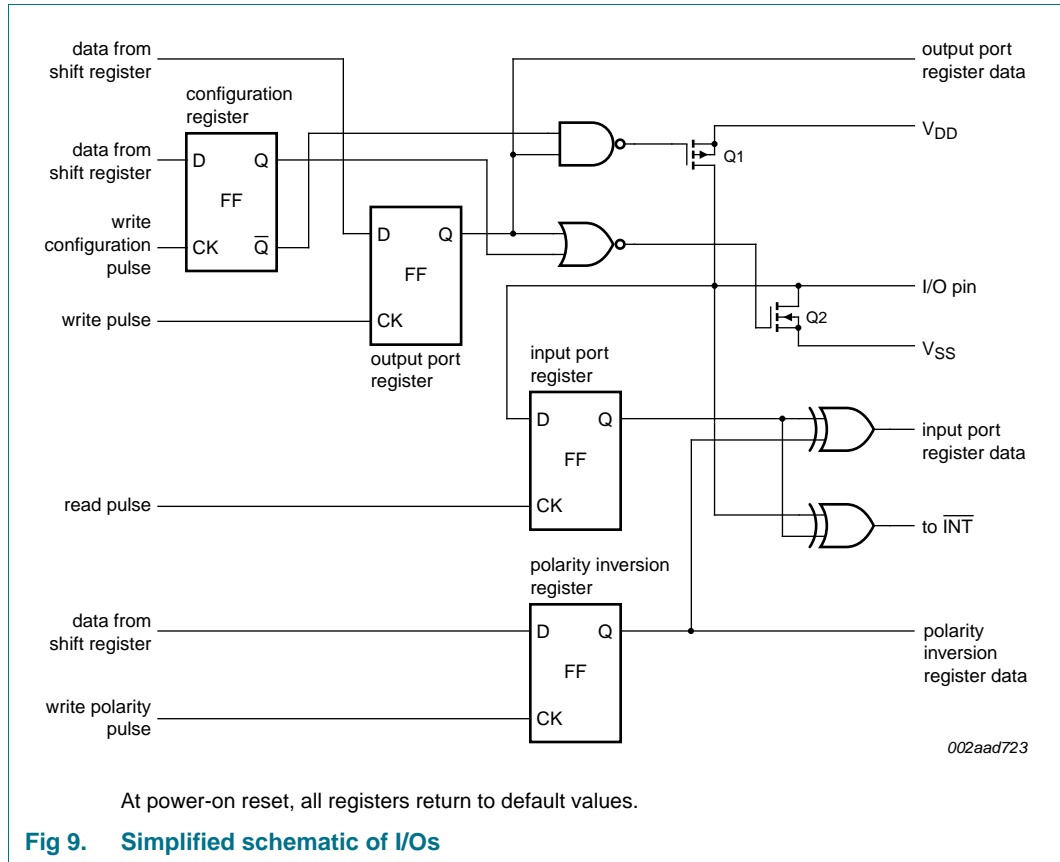 data from
shift register
output port
register data
configuration
register
V_DD
Q1
data from
shift register
D
Q
FF
CK
Q̅
write
configuration
pulse
D
Q
FF
CK
output port
register
write pulse
I/O pin
Q2
V_SS
input port
register
D
Q
FF
CK
input port
register data
read pulse
to I̅N̅T̅
polarity inversion
register
data from
shift register
D
Q
FF
CK
polarity
inversion
register data
write polarity
pulse
002aad723
At power-on reset, all registers return to default values.
Fig 9. Simplified schematic of I/Os